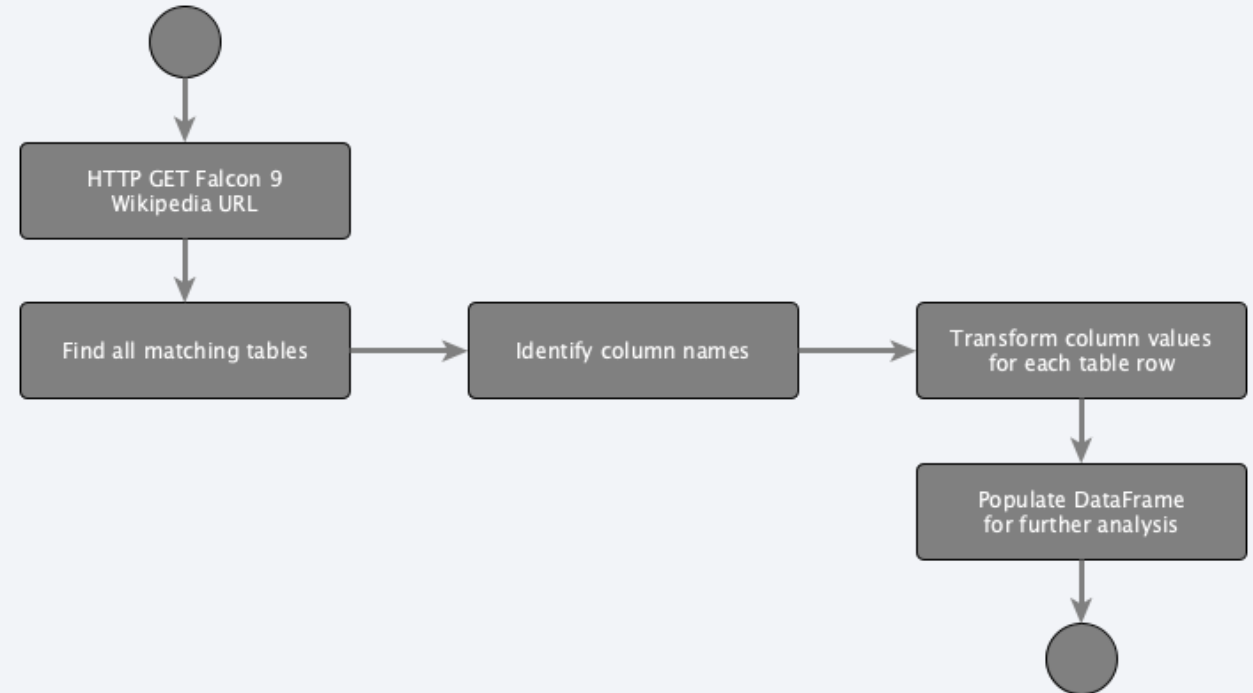 HTTP GET Falcon 9
Wikipedia URL
Find all matching tables
Identify column names
Transform column values
for each table row
Populate DataFrame
for further analysis